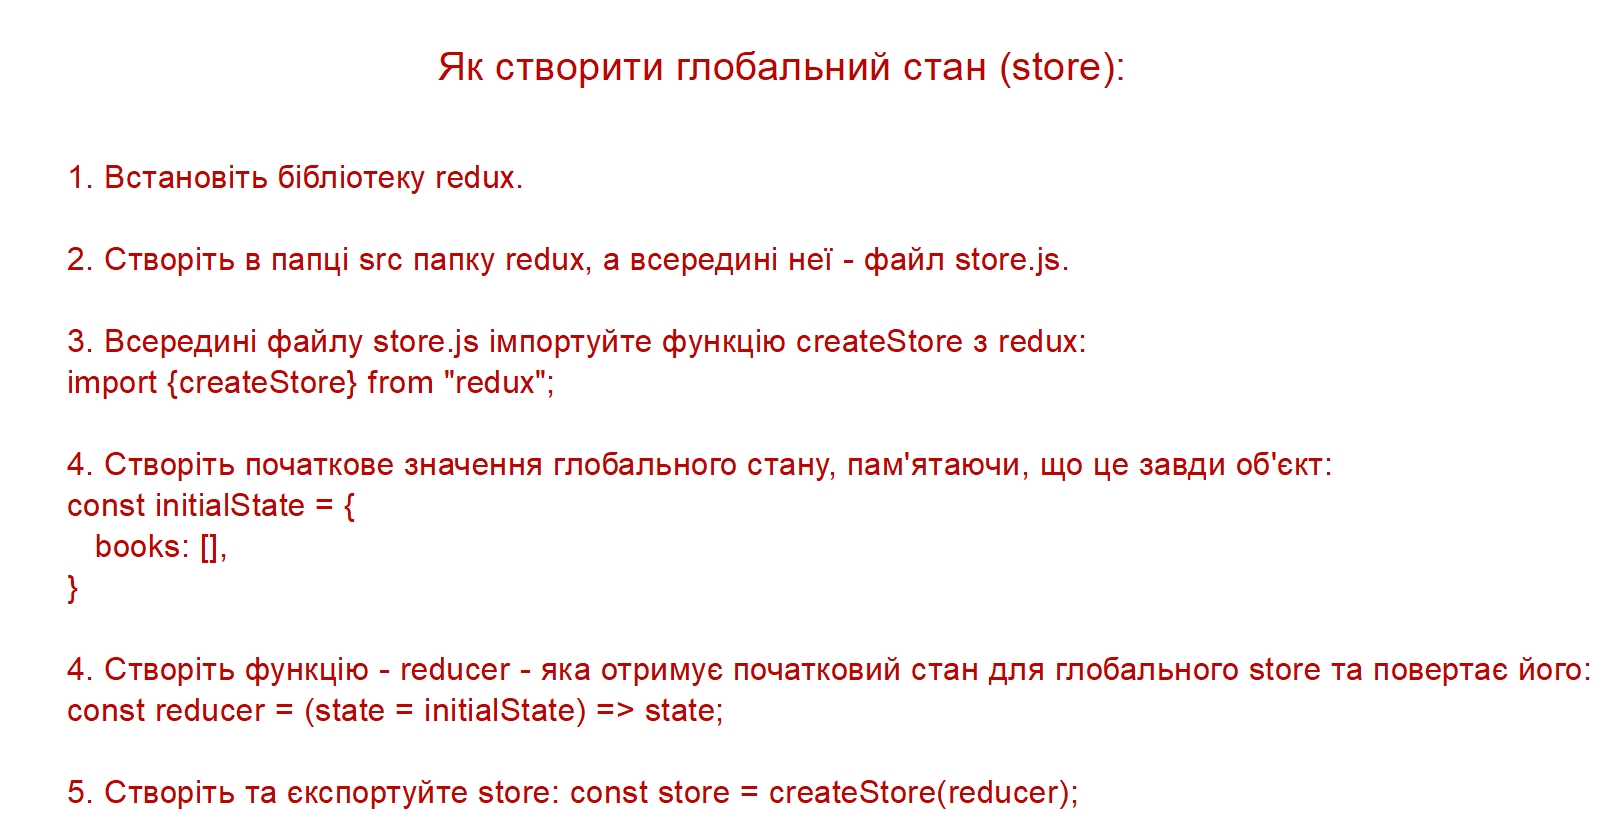 Як створити глобальний стан (store):
1. Встановіть бібліотеку redux.
2. Створіть в папці src папку redux, а всередині неї - файл store.js.
3. Всередині файлу store.js імпортуйте функцію createStore з redux:
import {createStore} from "redux";
4. Створіть початкове значення глобального стану, пам'ятаючи, що це завди об'єкт:
const initialState = {
books: [],
}
4. Створіть функцію - reducer - яка отримує початковий стан для глобального store та повертає його:
const reducer = (state = initialState) => state;
5. Створіть та єкспортуйте store: const store = createStore(reducer);